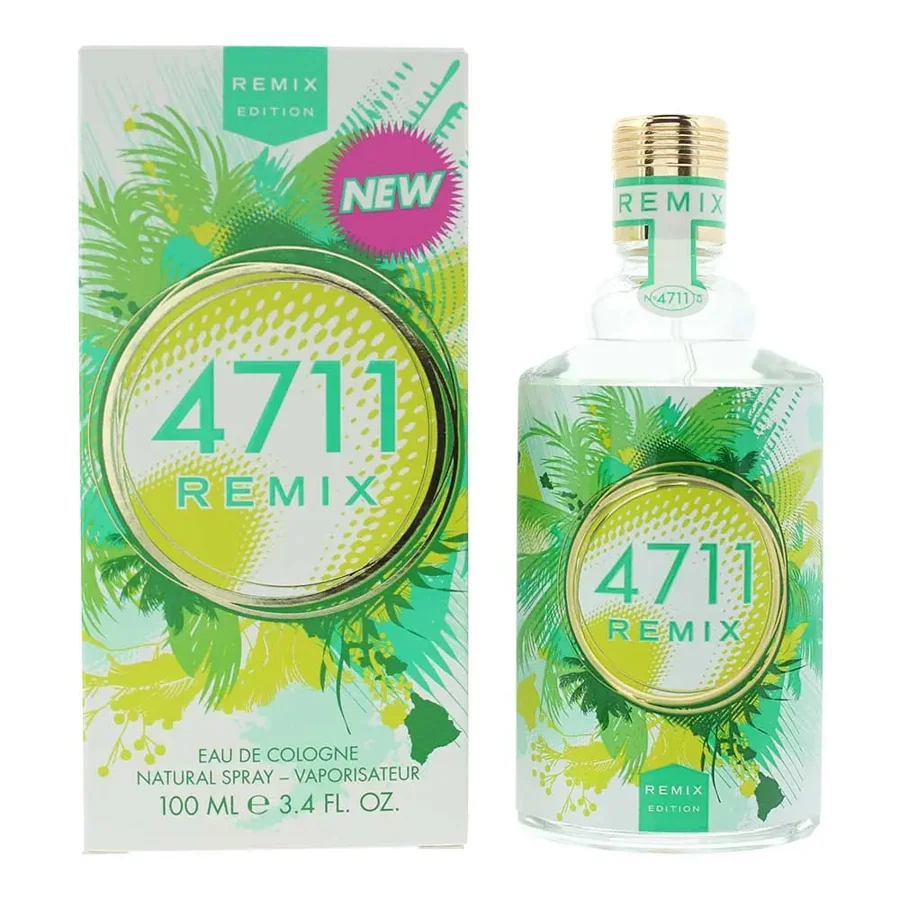 REMIX
EDITION
NEW
4711
REMIX
EAU DE COLOGNE
NATURAL SPRAY – VAPORISATEUR
100 ML ℮ 3.4 FL. OZ.
REMIX
Nº4711
4711
REMIX
REMIX
EDITION